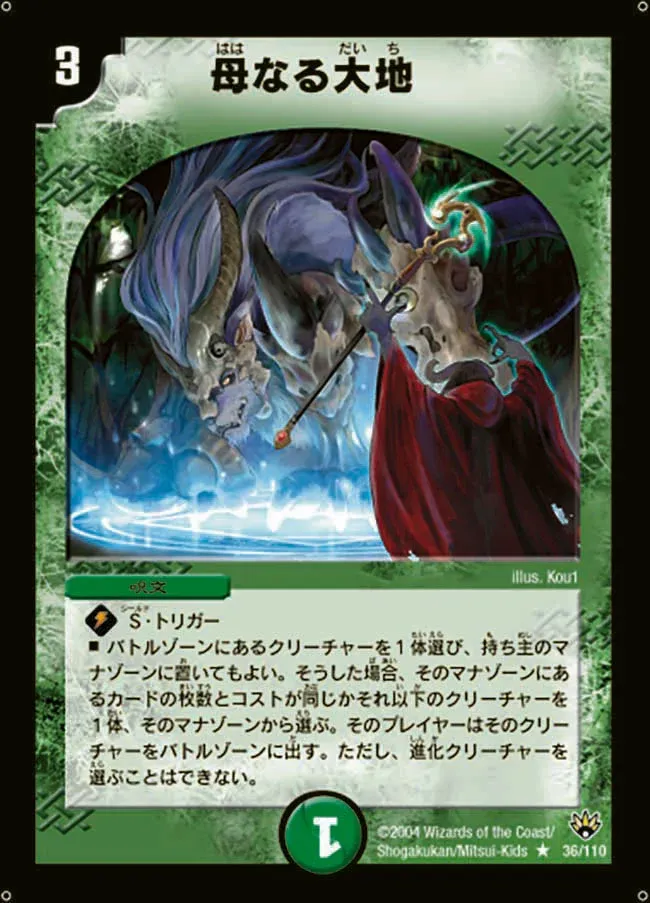 3
母なる大地
はは だい ち
illus. Kou1
呪文
S・トリガー
シールド
■ バトルゾーンにあるクリーチャーを1体選び、持ち主のマ
ナゾーンに置いてもよい。そうした場合、そのマナゾーンにあ
るカードの枚数とコストが同じかそれ以下のクリーチャーを
1体、そのマナゾーンから選ぶ。そのプレイヤーはそのクリー
チャーをバトルゾーンに出す。ただし、進化クリーチャーを
選ぶことはできない。
1
©2004 Wizards of the Coast/
Shogakukan/Mitsui-Kids ★ 36/110